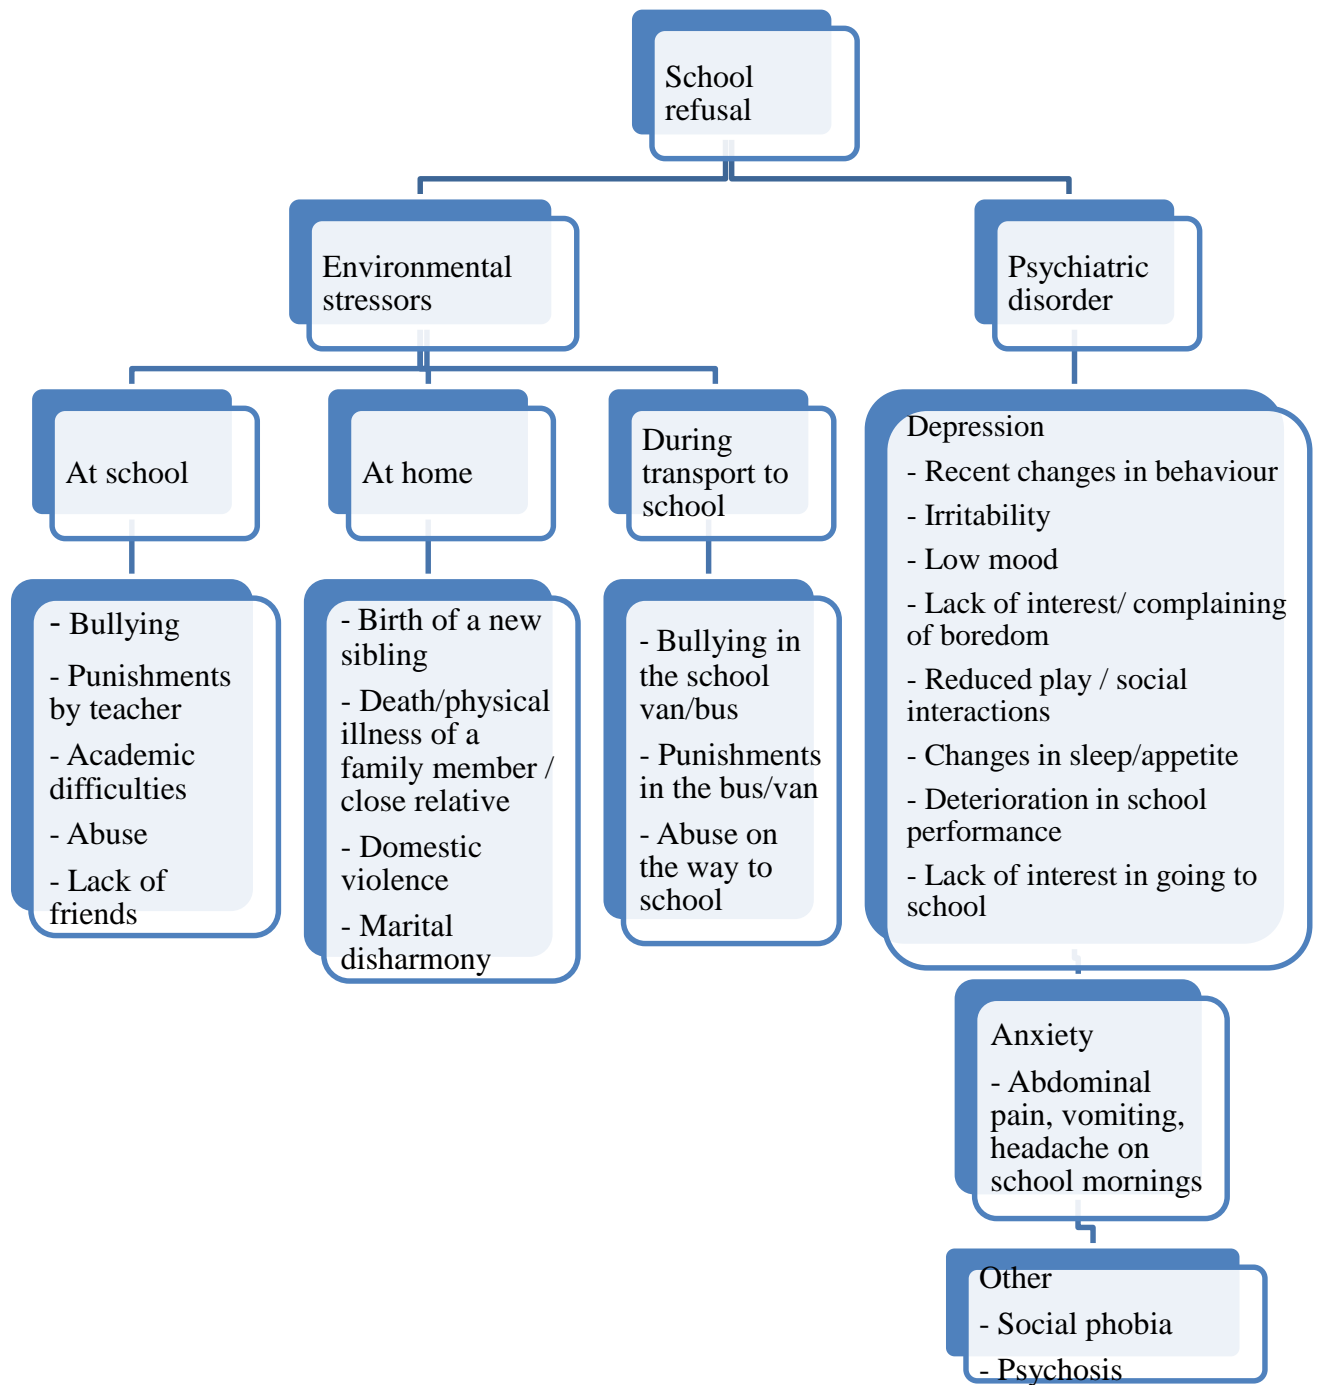 School
refusal
Environmental
stressors
Psychiatric
disorder
At school
At home
During
transport to
school
- Bullying
- Punishments
by teacher
- Academic
difficulties
- Abuse
- Lack of
friends
- Birth of a new
sibling
- Death/physical
illness of a
family member /
close relative
- Domestic
violence
- Marital
disharmony
- Bullying in
the school
van/bus
- Punishments
in the bus/van
- Abuse on
the way to
school
Depression
- Recent changes in behaviour
- Irritability
- Low mood
- Lack of interest/ complaining
of boredom
- Reduced play / social
interactions
- Changes in sleep/appetite
- Deterioration in school
performance
- Lack of interest in going to
school
Anxiety
- Abdominal
pain, vomiting,
headache on
school mornings
Other
- Social phobia
- Psychosis